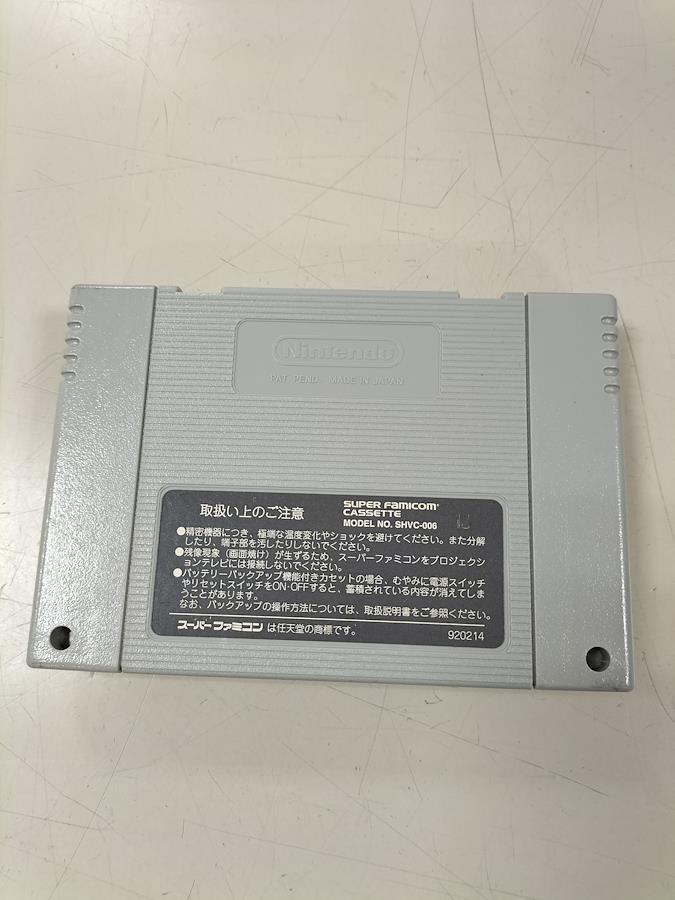 Nintendo
PAT. PEND. MADE IN JAPAN
取扱い上のご注意
SUPER FAMICOM
CASSETTE
MODEL NO. SHVC-006
●精密機器につき、極端な温度変化やショックを避けてください。また分解
したり、端子部を汚したりしないでください。
●残像現象（画面焼け）が生ずるため、スーパーファミコンをプロジェクシ
ョンテレビには接続しないでください。
●バッテリーバックアップ機能付きカセットの場合、むやみに電源スイッチ
やリセットスイッチをON・OFFすると、蓄積されている内容が消えてしま
うことがあります。
なお、バックアップの操作方法については、取扱説明書をご参照ください。
スーパーファミコン は任天堂の商標です。
920214